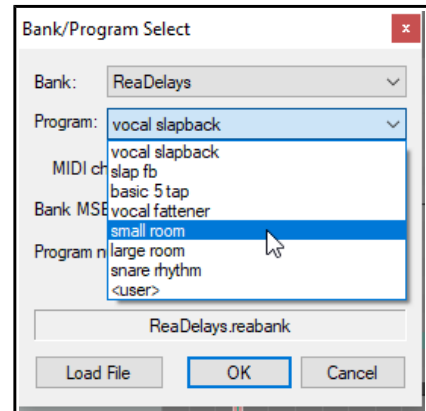 Bank/Program Select
x
Bank: ReaDelays
Program: vocal slapback
vocal slapback
MIDI ch
slap fb
basic 5 tap
Bank MSB
vocal fattener
small room
Program n
large room
snare rhythm
<user>
ReaDelays.reabank
Load File OK Cancel